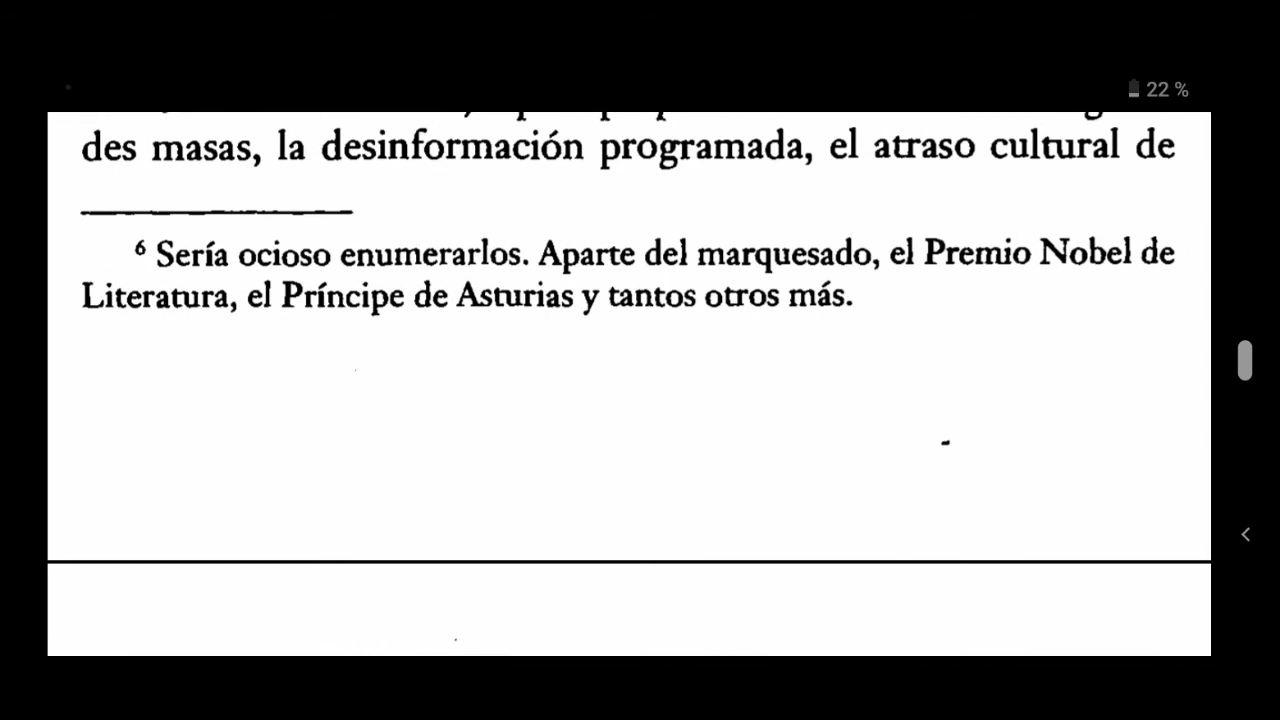 22 %
des masas, la desinformación programada, el atraso cultural de
⁶ Sería ocioso enumerarlos. Aparte del marquesado, el Premio Nobel de
Literatura, el Príncipe de Asturias y tantos otros más.